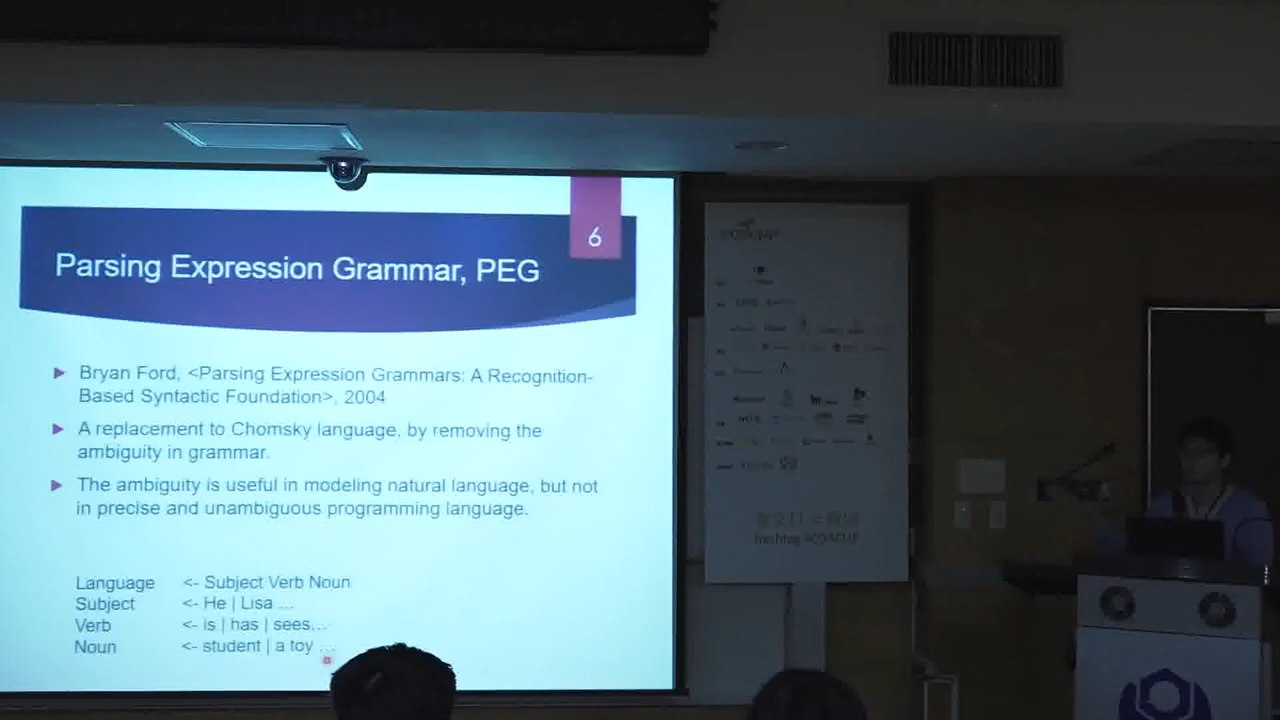 6
Parsing Expression Grammar, PEG
Bryan Ford, <Parsing Expression Grammars: A Recognition-
Based Syntactic Foundation>, 2004
A replacement to Chomsky language, by removing the
ambiguity in grammar.
The ambiguity is useful in modeling natural language, but not
in precise and unambiguous programming language.
Language <- Subject Verb Noun
Subject <- He | Lisa ...
Verb <- is | has | sees...
Noun <- student | a toy ...